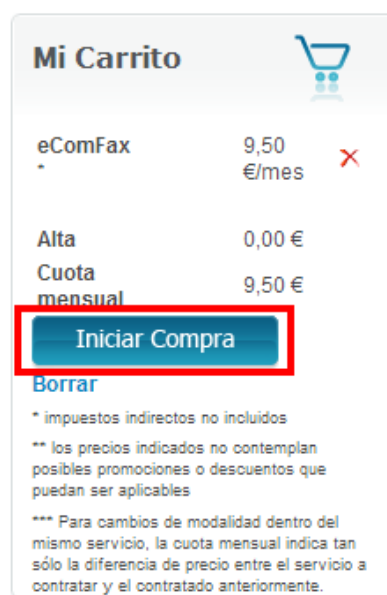 Mi Carrito
eComFax 9,50
* €/mes
Alta 0,00 €
Cuota
mensual 9,50 €
Iniciar Compra
Borrar
* impuestos indirectos no incluidos
** los precios indicados no contemplan
posibles promociones o descuentos que
puedan ser aplicables
*** Para cambios de modalidad dentro del
mismo servicio, la cuota mensual indica tan
sólo la diferencia de precio entre el servicio a
contratar y el contratado anteriormente.